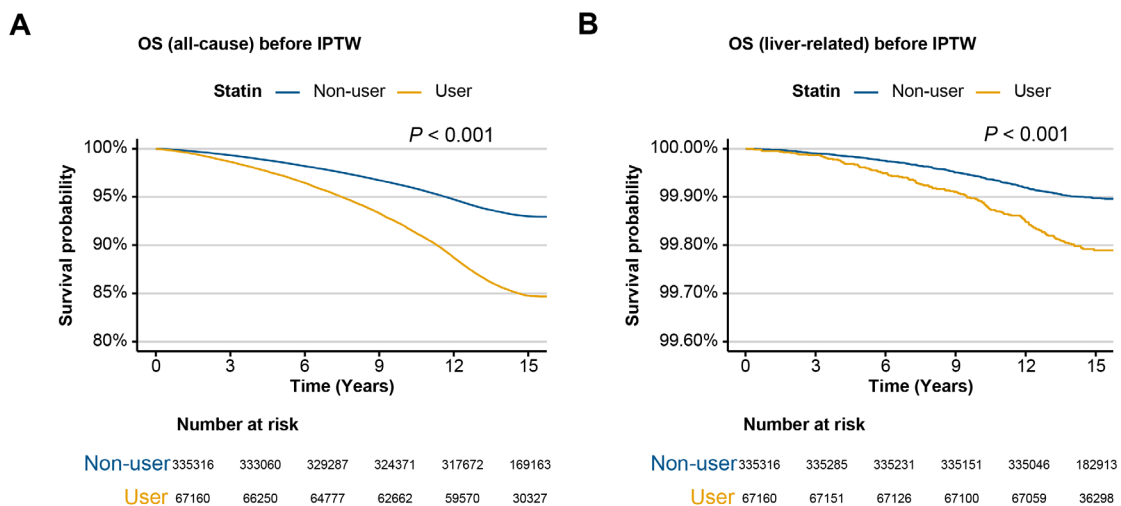 A
OS (all-cause) before IPTW
Statin Non-user User
P < 0.001
100%
95%
90%
85%
80%
Survival probability
0 3 6 9 12 15
Time (Years)
Number at risk
Non-user 335316 333060 329287 324371 317672 169163
User 67160 66250 64777 62662 59570 30327
B
OS (liver-related) before IPTW
Statin Non-user User
P < 0.001
100.00%
99.90%
99.80%
99.70%
99.60%
Survival probability
0 3 6 9 12 15
Time (Years)
Number at risk
Non-user 335316 335285 335231 335151 335046 182913
User 67160 67151 67126 67100 67059 36298